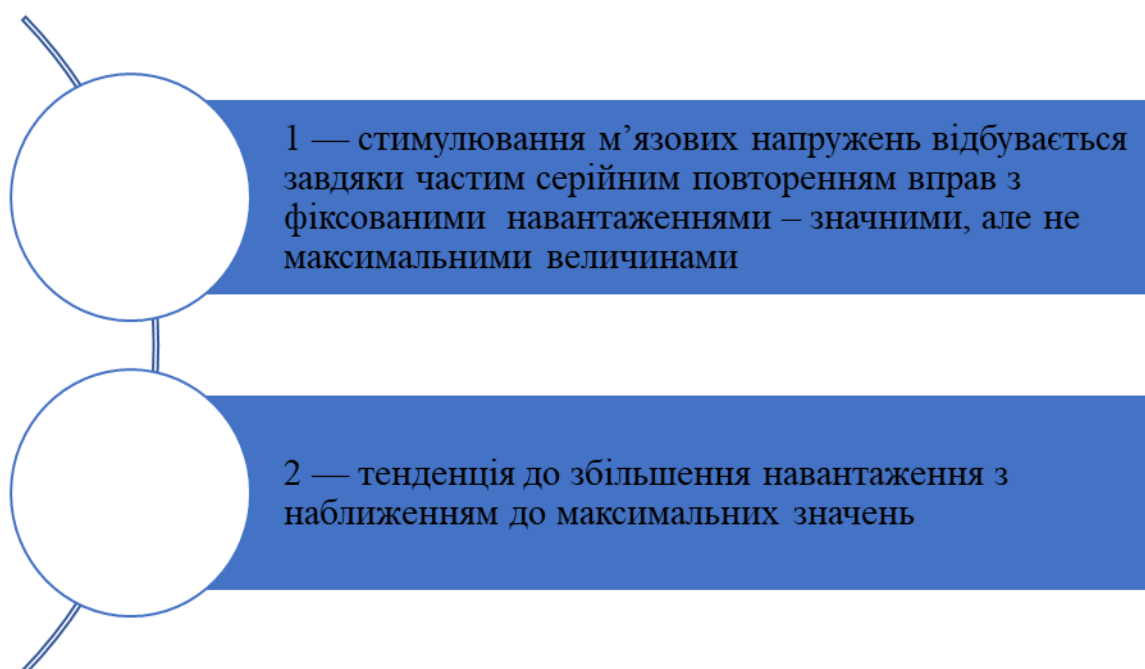 1 — стимулювання м’язових напружень відбувається
завдяки частим серійним повторенням вправ з
фіксованими  навантаженнями – значними, але не
максимальними величинами
2 — тенденція до збільшення навантаження з
наближенням до максимальних значень